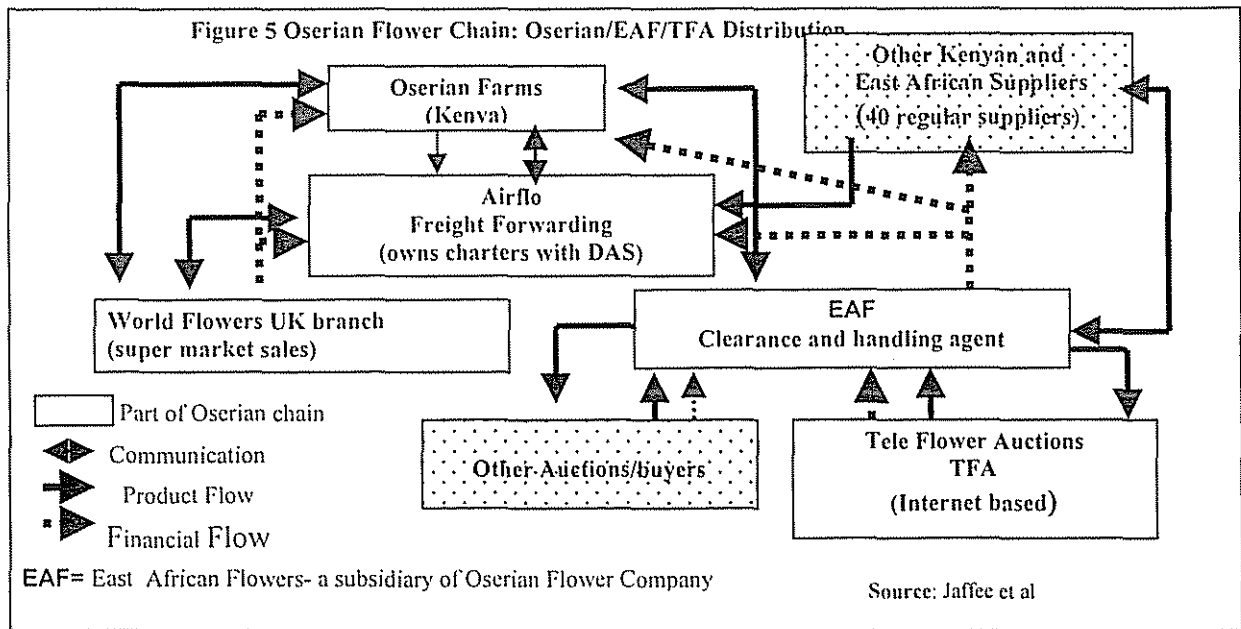 Figure 5 Oserian Flower Chain: Oserian/EAF/TFA Distribution
Other Kenyan and
East African Suppliers
(40 regular suppliers)
Oserian Farms
(Kenva)
Airflo
Freight Forwarding
(owns charters with DAS)
World Flowers UK branch
(super market sales)
EAF
Clearance and handling agent
Other Auctions/buyers
Tele Flower Auctions
TFA
(Internet based)
Part of Oserian chain
Communication
Product Flow
Financial Flow
EAF= East African Flowers- a subsidiary of Oserian Flower Company
Source: Jaffee et al